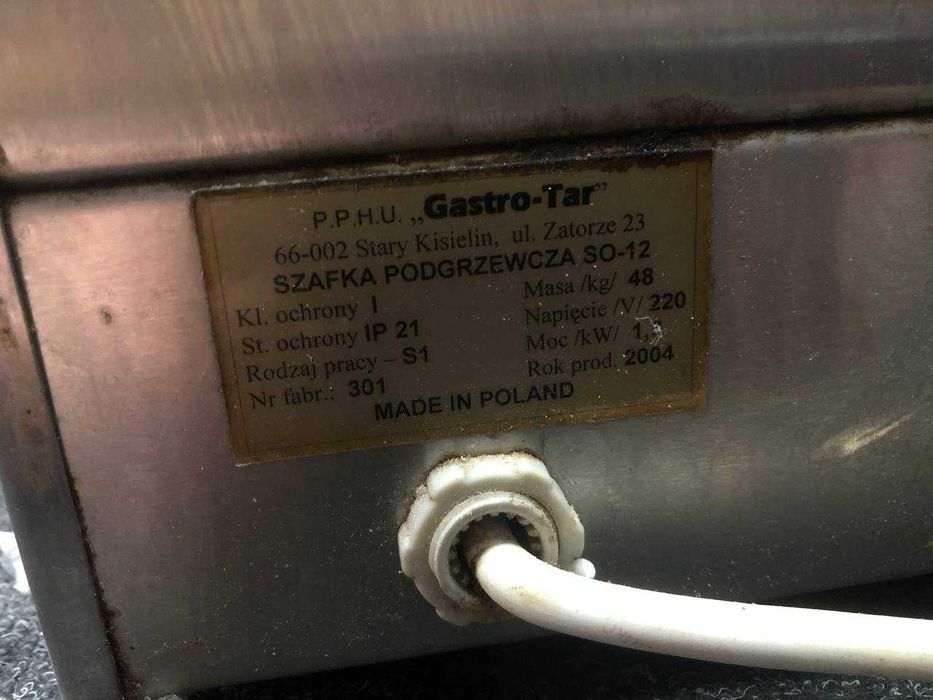 P.P.H.U. „Gastro-Tar"
66-002 Stary Kisielin, ul. Zatorze 23
SZAFKA PODGRZEWCZA SO-12
Kl. ochrony I
Masa /kg/ 48
St. ochrony IP 21
Napięcie /V/ 220
Rodzaj pracy – S1
Moc /kW/
Nr fabr.: 301
Rok prod. 2004
MADE IN POLAND